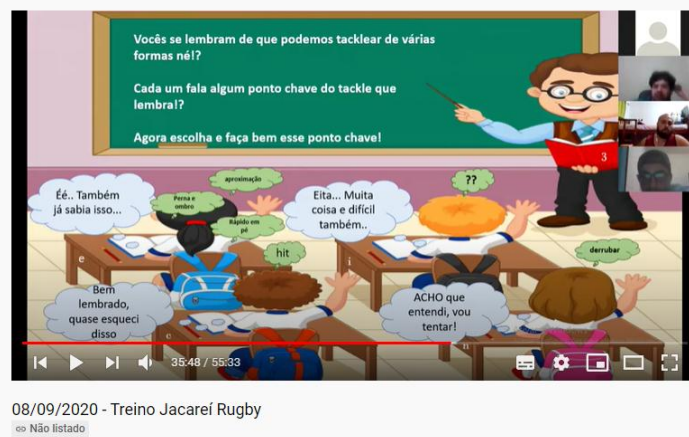 Vocês se lembram de que podemos tacklear de várias
formas né!?
Cada um fala algum ponto chave do tackle que
lembra!?
Agora escolha e faça bem esse ponto chave!
3
Éé.. Também
já sabia isso...
Perna e
ombro
aproximação
Rápido em
pé
hit
Eita... Muita
coisa e difícil
também..
??
derrubar
Bem
lembrado,
quase esqueci
disso
ACHO que
entendi, vou
tentar!
e
i
e
n
35:48 / 55:33
08/09/2020 - Treino Jacareí Rugby
Não listado